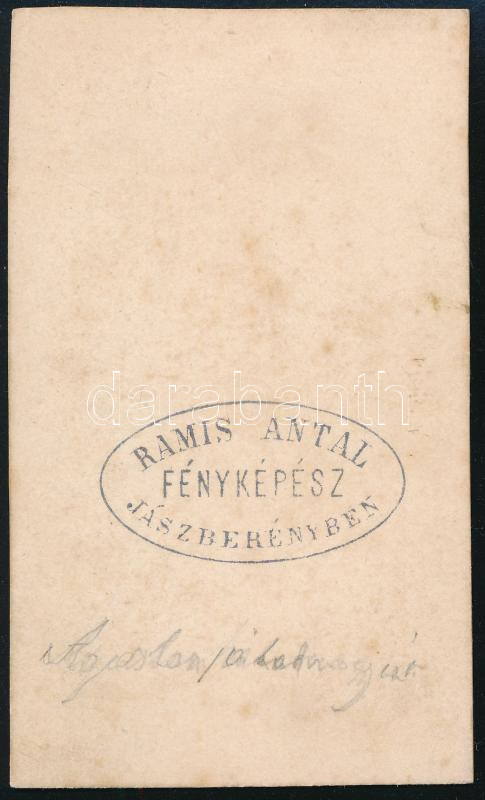 darabanth
RAMIS ANTAL
FÉNYKÉPÉSZ
JÁSZBERÉNYBEN